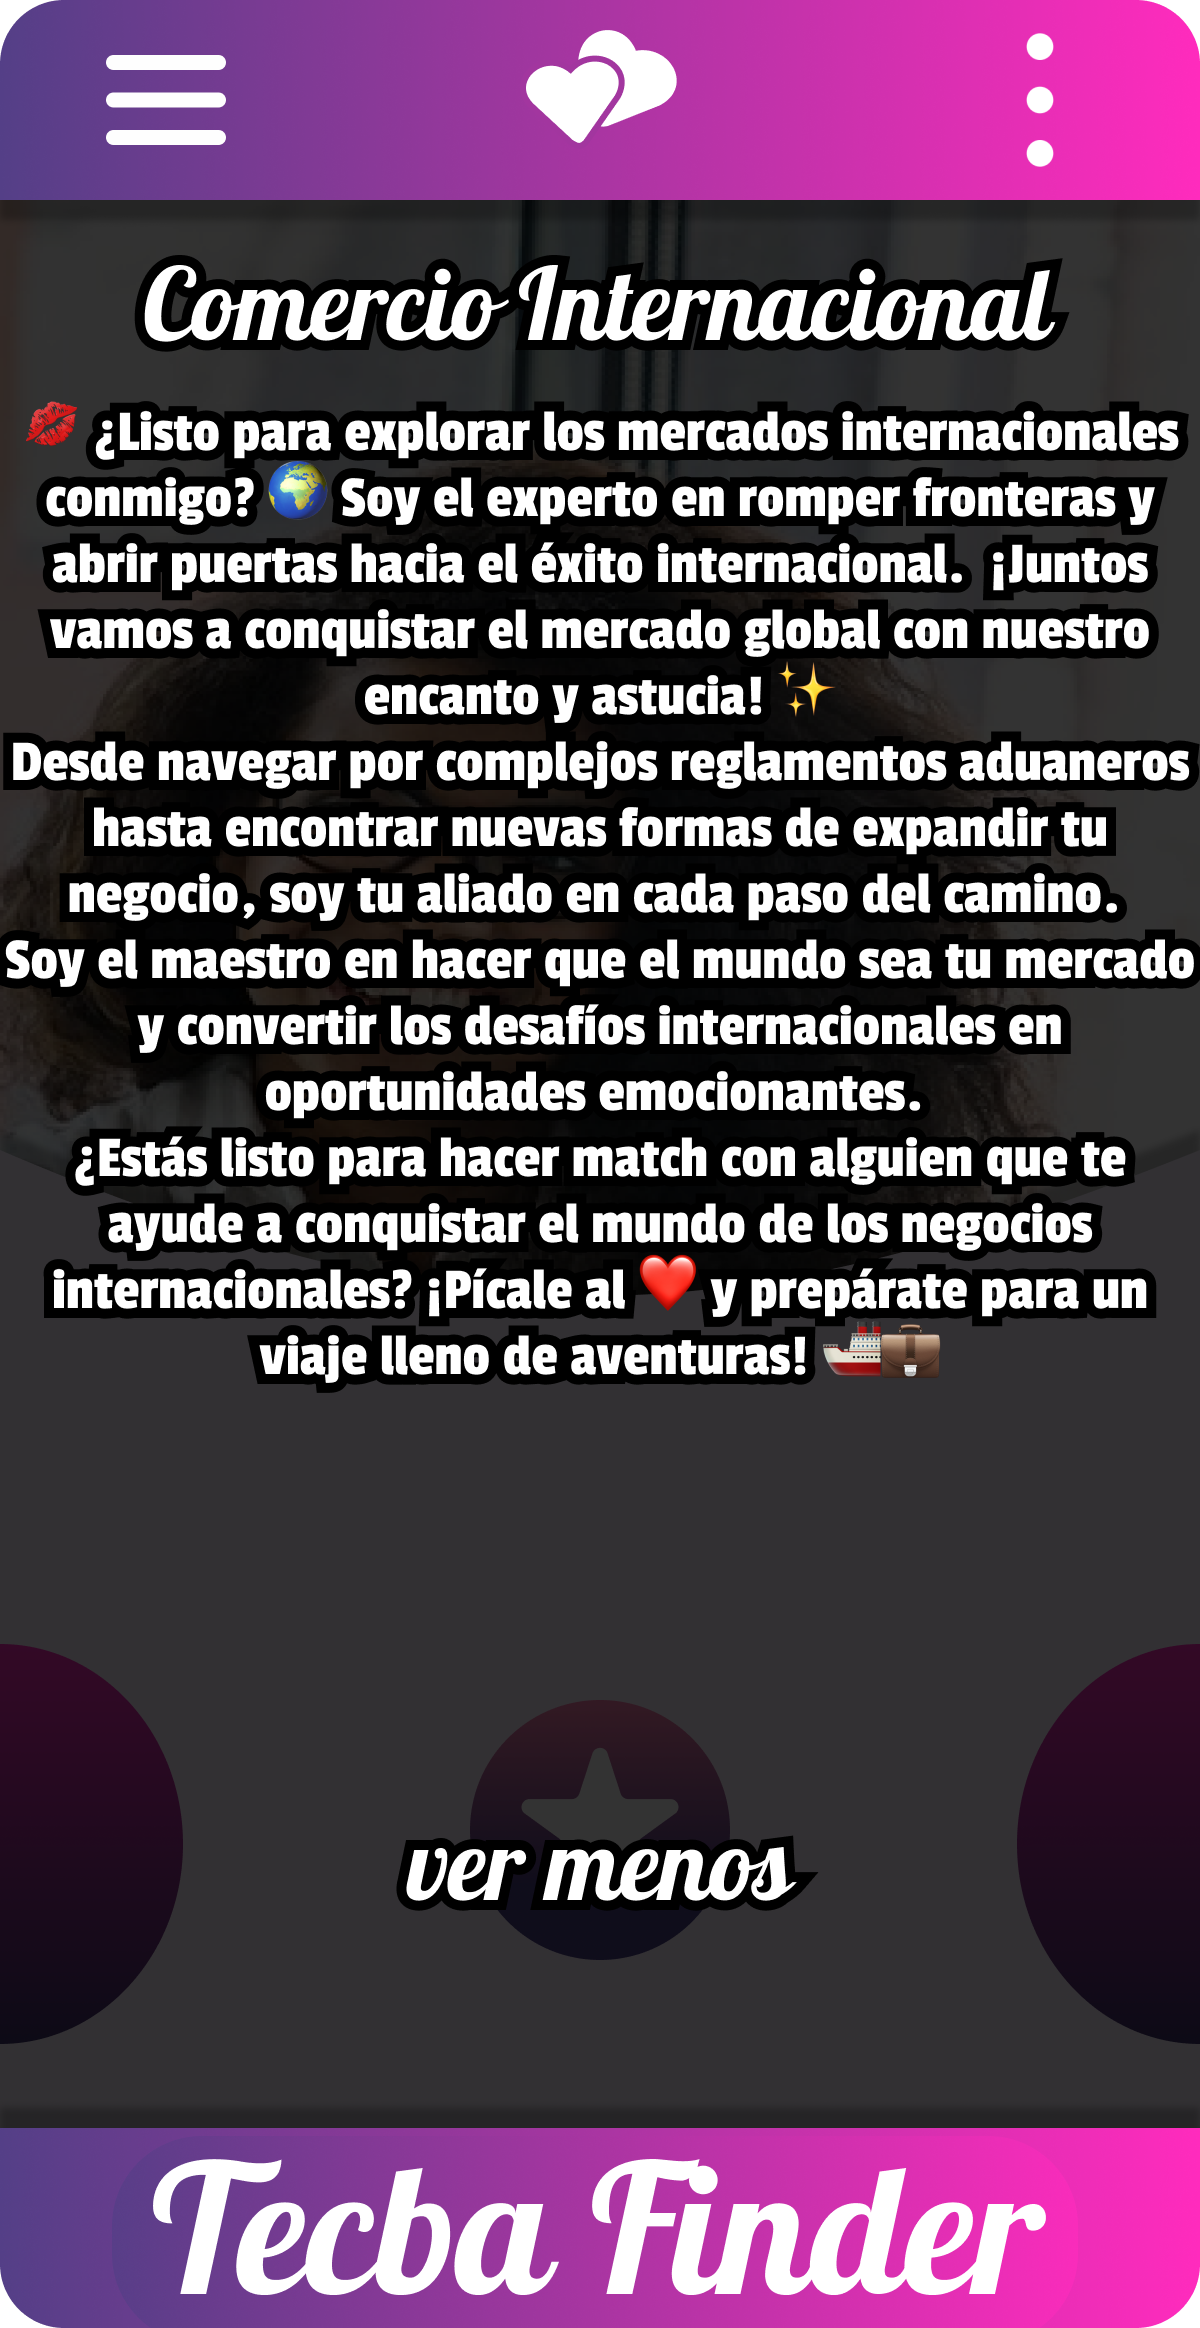 Comercio Internacional
💋 ¿Listo para explorar los mercados internacionales
conmigo? 🌍 Soy el experto en romper fronteras y
abrir puertas hacia el éxito internacional. ¡Juntos
vamos a conquistar el mercado global con nuestro
encanto y astucia! ✨
Desde navegar por complejos reglamentos aduaneros
hasta encontrar nuevas formas de expandir tu
negocio, soy tu aliado en cada paso del camino.
Soy el maestro en hacer que el mundo sea tu mercado
y convertir los desafíos internacionales en
oportunidades emocionantes.
¿Estás listo para hacer match con alguien que te
ayude a conquistar el mundo de los negocios
internacionales? ¡Pícale al ❤️ y prepárate para un
viaje lleno de aventuras! 🚢💼
ver menos
Tecba Finder